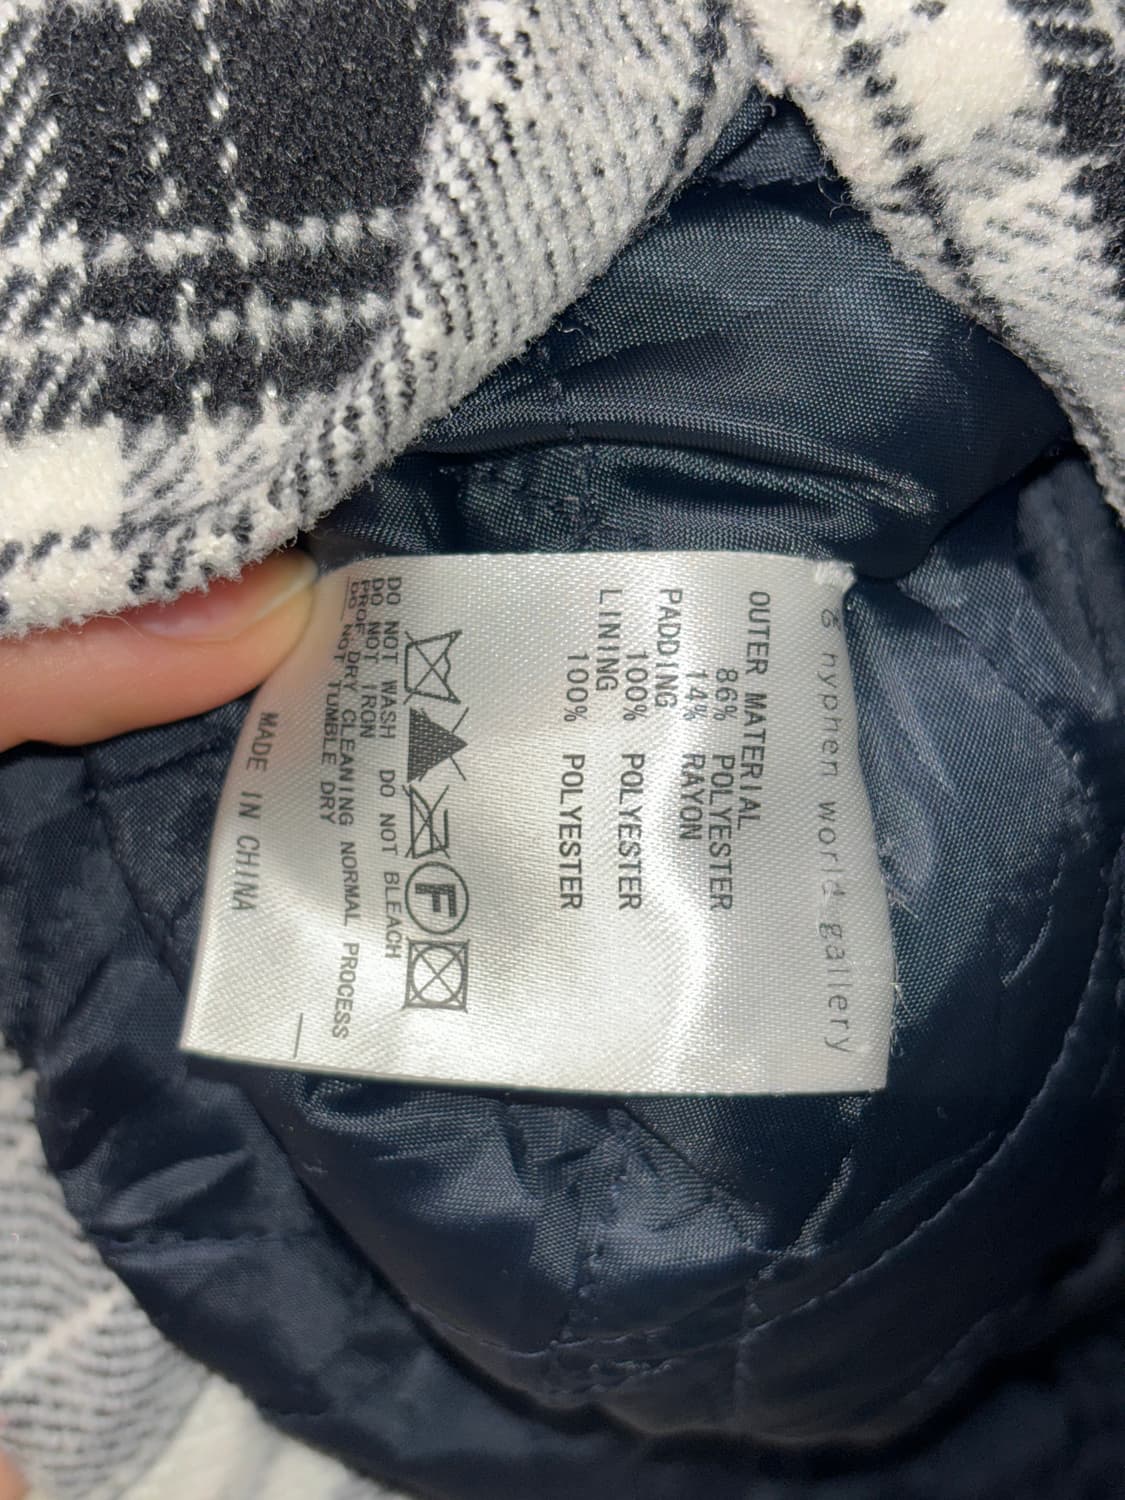 & hyphen world gallery
OUTER MATERIAL
86% POLYESTER
14% RAYON
PADDING
100% POLYESTER
LINING
100% POLYESTER
F
DO NOT WASH DO NOT BLEACH
DO NOT IRON
PROF DRY CLEANING NORMAL PROCESS
DO NOT TUMBLE DRY
MADE IN CHINA